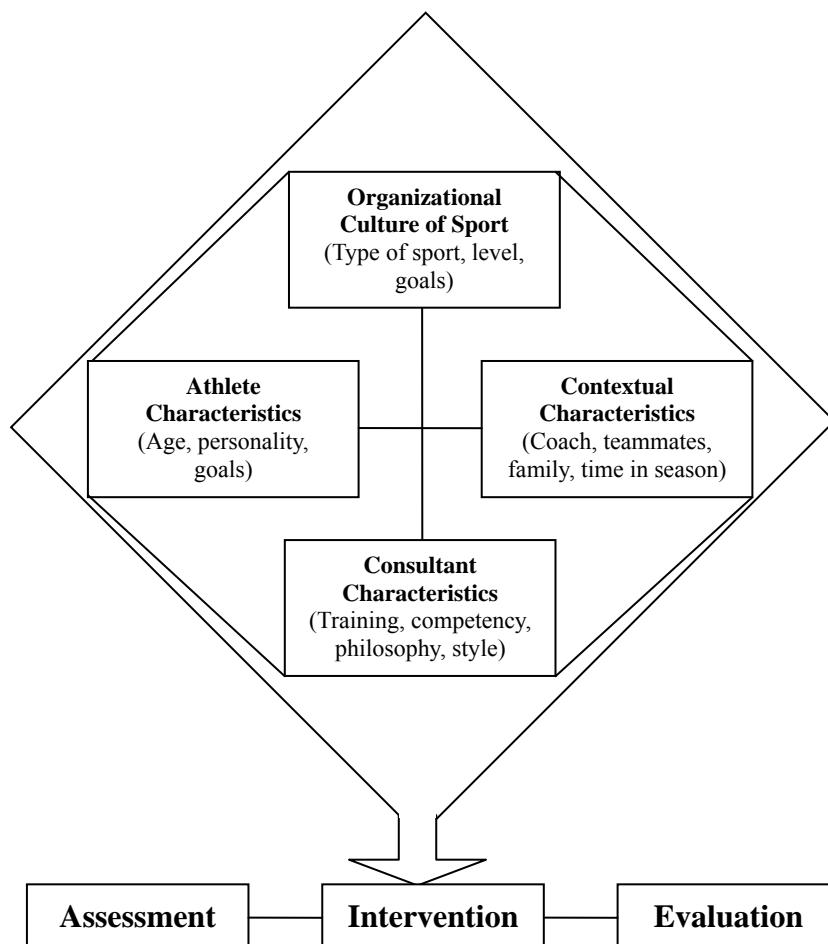 Organizational
Culture of Sport
(Type of sport, level,
goals)
Athlete
Characteristics
(Age, personality,
goals)
Contextual
Characteristics
(Coach, teammates,
family, time in season)
Consultant
Characteristics
(Training, competency,
philosophy, style)
Assessment
Intervention
Evaluation